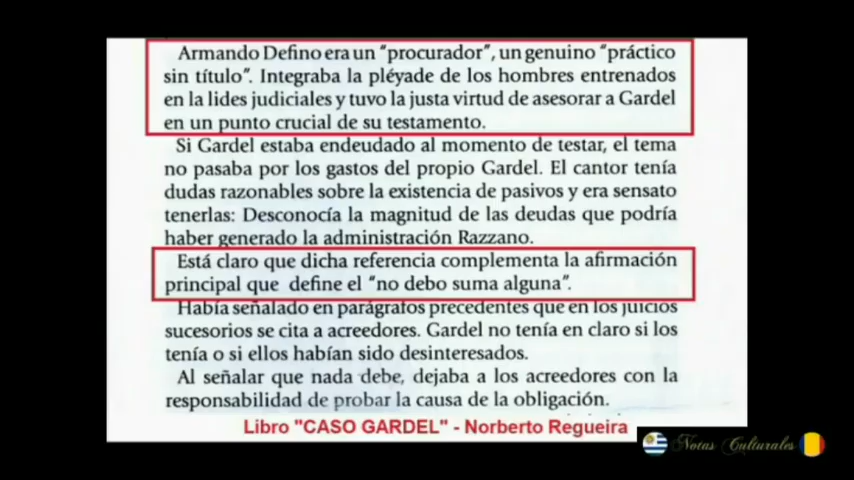 Armando Defino era un "procurador", un genuino "práctico
sin título". Integraba la pléyade de los hombres entrenados
en la lides judiciales y tuvo la justa virtud de asesorar a Gardel
en un punto crucial de su testamento.
Si Gardel estaba endeudado al momento de testar, el tema
no pasaba por los gastos del propio Gardel. El cantor tenía
dudas razonables sobre la existencia de pasivos y era sensato
tenerlas: Desconocía la magnitud de las deudas que podría
haber generado la administración Razzano.
Está claro que dicha referencia complementa la afirmación
principal que define el "no debo suma alguna".
Había señalado en parágrafos precedentes que en los juicios
sucesorios se cita a acreedores. Gardel no tenía en claro si los
tenía o si ellos habían sido desinteresados.
Al señalar que nada debe, dejaba a los acreedores con la
responsabilidad de probar la causa de la obligación.
Libro "CASO GARDEL" - Norberto Regueira
Notas Culturales